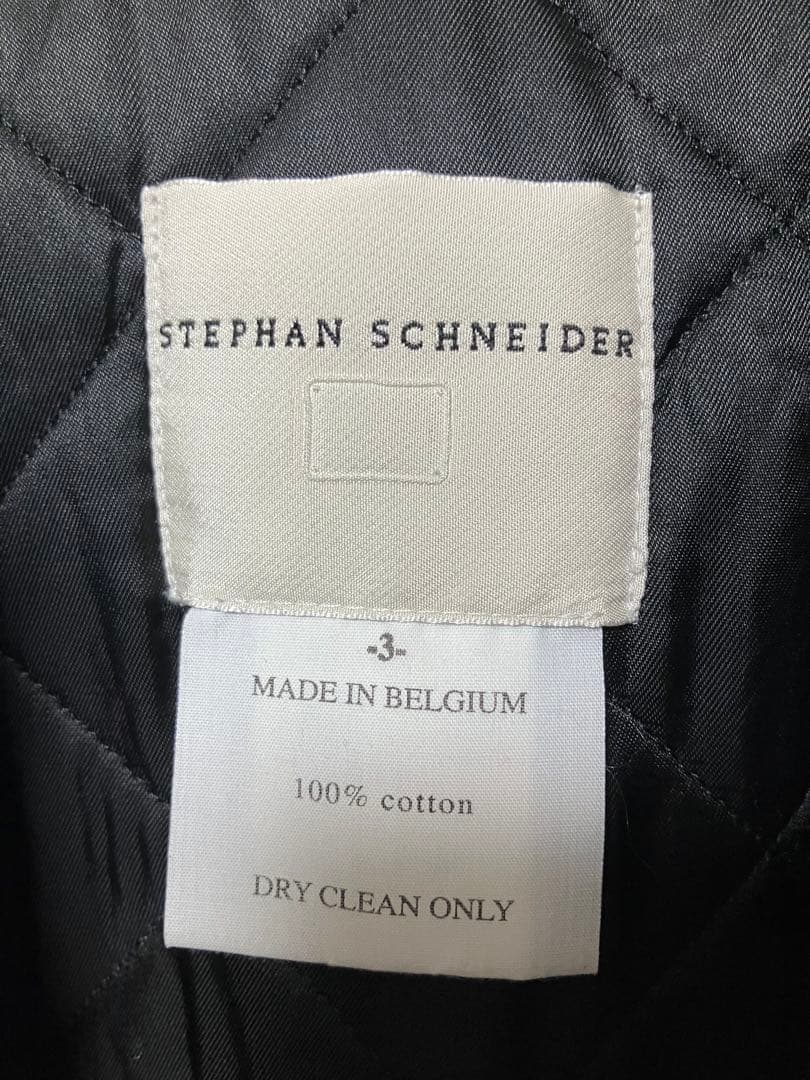 STEPHAN SCHNEIDER
-3-
MADE IN BELGIUM
100% cotton
DRY CLEAN ONLY